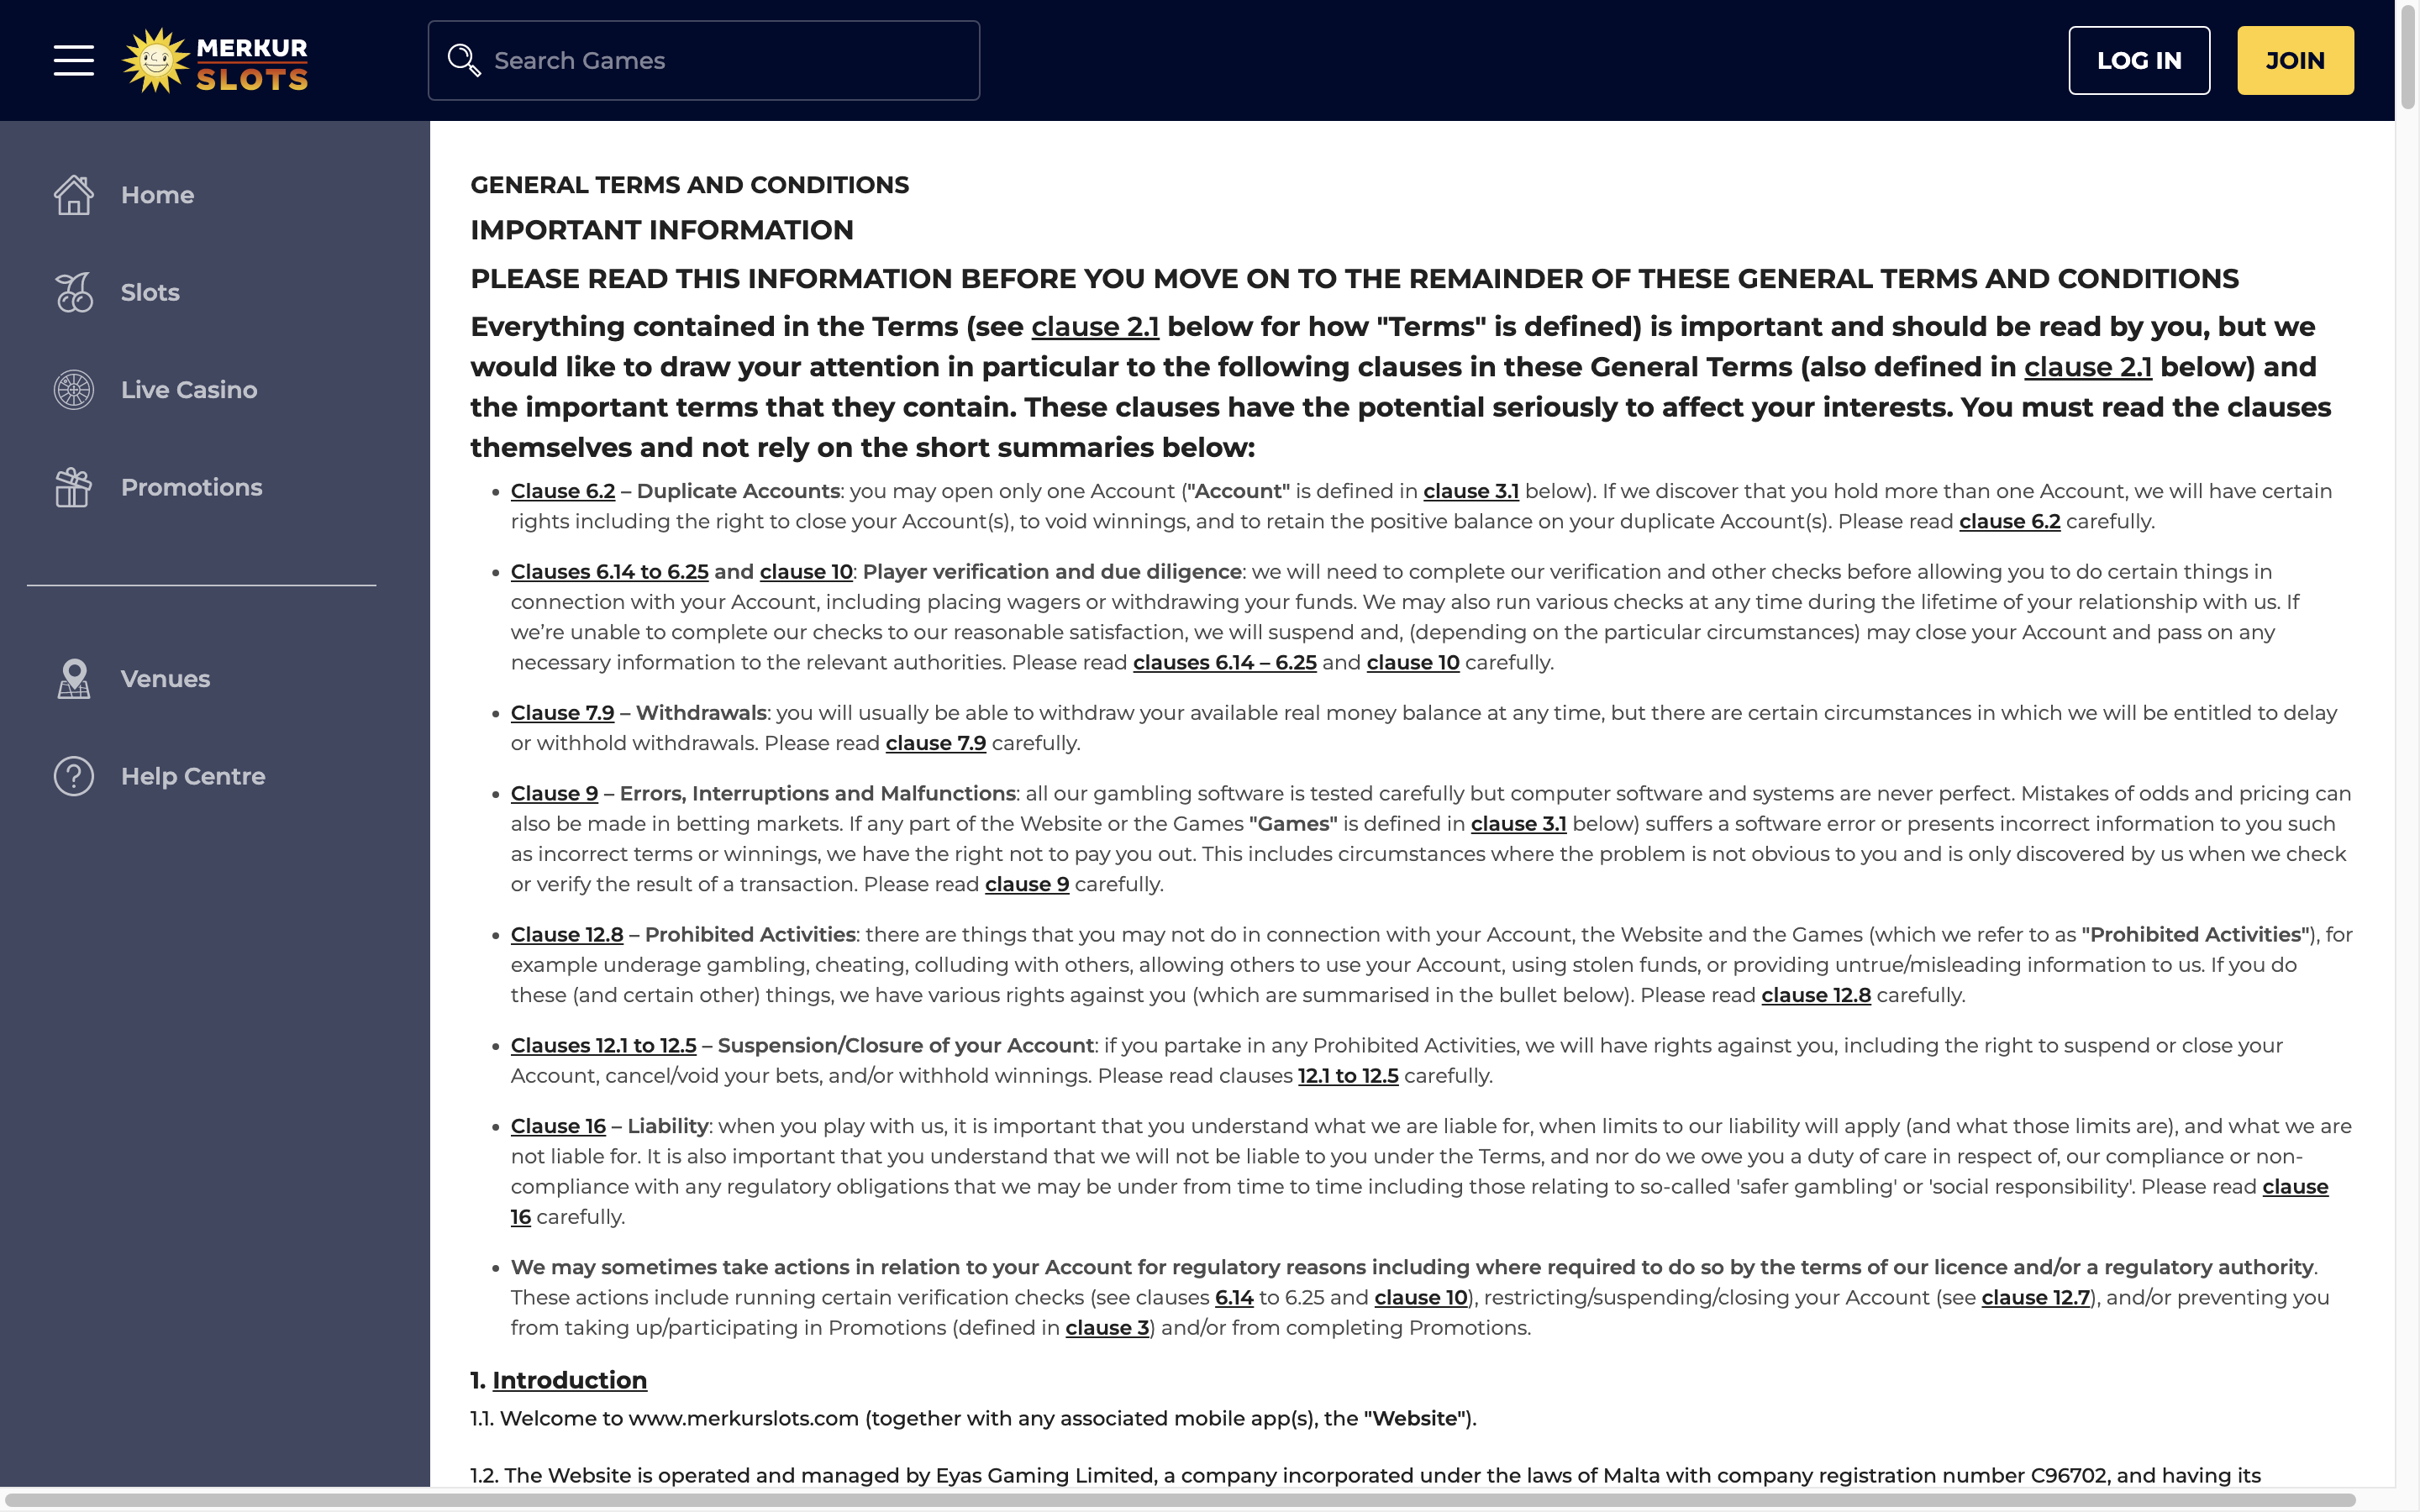 MERKUR
SLOTS
Search Games
LOG IN
JOIN
Home
Slots
Live Casino
Promotions
Venues
Help Centre
GENERAL TERMS AND CONDITIONS
IMPORTANT INFORMATION
PLEASE READ THIS INFORMATION BEFORE YOU MOVE ON TO THE REMAINDER OF THESE GENERAL TERMS AND CONDITIONS
Everything contained in the Terms (see clause 2.1 below for how "Terms" is defined) is important and should be read by you, but we
would like to draw your attention in particular to the following clauses in these General Terms (also defined in clause 2.1 below) and
the important terms that they contain. These clauses have the potential seriously to affect your interests. You must read the clauses
themselves and not rely on the short summaries below:
• Clause 6.2 – Duplicate Accounts: you may open only one Account ("Account" is defined in clause 3.1 below). If we discover that you hold more than one Account, we will have certain
rights including the right to close your Account(s), to void winnings, and to retain the positive balance on your duplicate Account(s). Please read clause 6.2 carefully.
• Clauses 6.14 to 6.25 and clause 10: Player verification and due diligence: we will need to complete our verification and other checks before allowing you to do certain things in
connection with your Account, including placing wagers or withdrawing your funds. We may also run various checks at any time during the lifetime of your relationship with us. If
we’re unable to complete our checks to our reasonable satisfaction, we will suspend and, (depending on the particular circumstances) may close your Account and pass on any
necessary information to the relevant authorities. Please read clauses 6.14 – 6.25 and clause 10 carefully.
• Clause 7.9 – Withdrawals: you will usually be able to withdraw your available real money balance at any time, but there are certain circumstances in which we will be entitled to delay
or withhold withdrawals. Please read clause 7.9 carefully.
• Clause 9 – Errors, Interruptions and Malfunctions: all our gambling software is tested carefully but computer software and systems are never perfect. Mistakes of odds and pricing can
also be made in betting markets. If any part of the Website or the Games "Games" is defined in clause 3.1 below) suffers a software error or presents incorrect information to you such
as incorrect terms or winnings, we have the right not to pay you out. This includes circumstances where the problem is not obvious to you and is only discovered by us when we check
or verify the result of a transaction. Please read clause 9 carefully.
• Clause 12.8 – Prohibited Activities: there are things that you may not do in connection with your Account, the Website and the Games (which we refer to as "Prohibited Activities"), for
example underage gambling, cheating, colluding with others, allowing others to use your Account, using stolen funds, or providing untrue/misleading information to us. If you do
these (and certain other) things, we have various rights against you (which are summarised in the bullet below). Please read clause 12.8 carefully.
• Clauses 12.1 to 12.5 – Suspension/Closure of your Account: if you partake in any Prohibited Activities, we will have rights against you, including the right to suspend or close your
Account, cancel/void your bets, and/or withhold winnings. Please read clauses 12.1 to 12.5 carefully.
• Clause 16 – Liability: when you play with us, it is important that you understand what we are liable for, when limits to our liability will apply (and what those limits are), and what we are
not liable for. It is also important that you understand that we will not be liable to you under the Terms, and nor do we owe you a duty of care in respect of, our compliance or non-
compliance with any regulatory obligations that we may be under from time to time including those relating to so-called 'safer gambling' or 'social responsibility'. Please read clause
16 carefully.
• We may sometimes take actions in relation to your Account for regulatory reasons including where required to do so by the terms of our licence and/or a regulatory authority.
These actions include running certain verification checks (see clauses 6.14 to 6.25 and clause 10), restricting/suspending/closing your Account (see clause 12.7), and/or preventing you
from taking up/participating in Promotions (defined in clause 3) and/or from completing Promotions.
1. Introduction
1.1. Welcome to www.merkurslots.com (together with any associated mobile app(s), the "Website").
1.2. The Website is operated and managed by Eyas Gaming Limited, a company incorporated under the laws of Malta with company registration number C96702, and having its